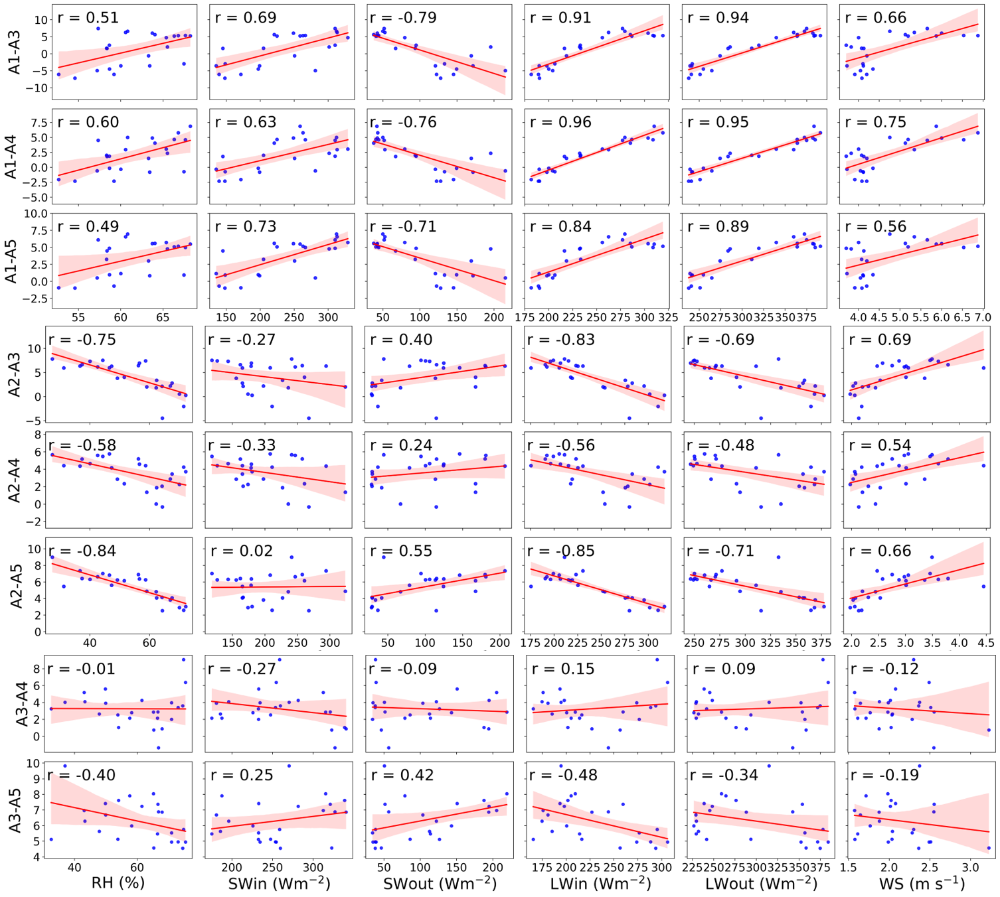 r = 0.51 r = 0.69 r = -0.79 r = 0.91 r = 0.94 r = 0.66
A1-A3
10
5
0
−5
−10
r = 0.60 r = 0.63 r = -0.76 r = 0.96 r = 0.95 r = 0.75
A1-A4
7.5
5.0
2.5
0.0
−2.5
−5.0
r = 0.49 r = 0.73 r = -0.71 r = 0.84 r = 0.89 r = 0.56
A1-A5
10.0
7.5
5.0
2.5
0.0
−2.5
55 60 65 150 200 250 300 50 100 150 200 175 200 225 250 275 300 325 250 275 300 325 350 375 4.0 4.5 5.0 5.5 6.0 6.5 7.0
r = -0.75 r = -0.27 r = 0.40 r = -0.83 r = -0.69 r = 0.69
A2-A3
10
5
0
−5
r = -0.58 r = -0.33 r = 0.24 r = -0.56 r = -0.48 r = 0.54
A2-A4
8
6
4
2
0
−2
r = -0.84 r = 0.02 r = 0.55 r = -0.85 r = -0.71 r = 0.66
A2-A5
10
8
6
4
2
0
40 60 150 200 250 300 50 100 150 200 175 200 225 250 275 300 250 275 300 325 350 375 2.0 2.5 3.0 3.5 4.0 4.5
r = -0.01 r = -0.27 r = -0.09 r = 0.15 r = 0.09 r = -0.12
A3-A4
8
6
4
2
0
r = -0.40 r = 0.25 r = 0.42 r = -0.48 r = -0.34 r = -0.19
A3-A5
10
9
8
7
6
5
4
40 60 200 250 300 50 100 150 200 175 200 225 250 275 300 225 250 275 300 325 350 375 1.5 2.0 2.5 3.0
RH (%) SWin (Wm⁻²) SWout (Wm⁻²) LWin (Wm⁻²) LWout (Wm⁻²) WS (m s⁻¹)